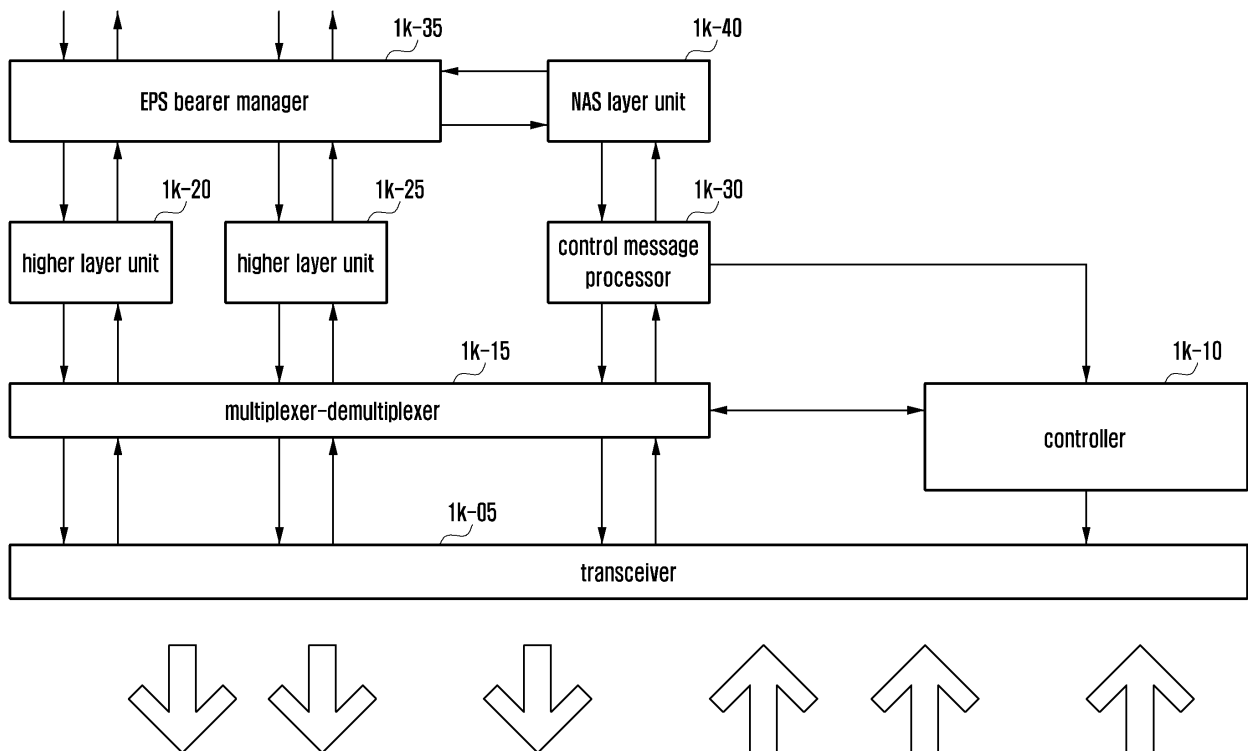 1k-35
1k-40
EPS bearer manager
NAS layer unit
1k-20
1k-25
1k-30
higher layer unit
higher layer unit
control message
processor
1k-15
1k-10
multiplexer-demultiplexer
controller
1k-05
transceiver